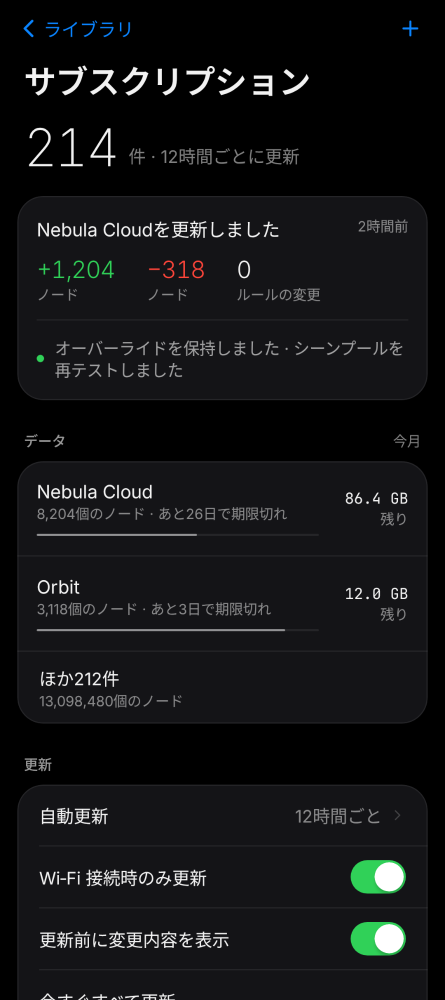 ライブラリ
サブスクリプション
214 件 · 12時間ごとに更新
Nebula Cloudを更新しました 2時間前
+1,204 −318 0
ノード ノード ルールの変更
オーバーライドを保持しました · シーンプールを
再テストしました
データ 今月
Nebula Cloud 86.4 GB
8,204個のノード · あと26日で期限切れ 残り
Orbit 12.0 GB
3,118個のノード · あと3日で期限切れ 残り
ほか212件
13,098,480個のノード
更新
自動更新 12時間ごと
Wi-Fi 接続時のみ更新
更新前に変更内容を表示
今すぐすべて更新